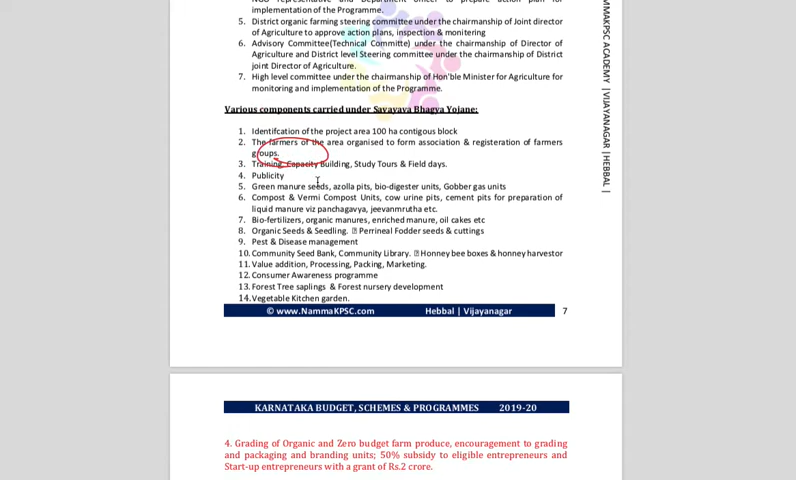 NGO Representative and Department officer to prepare action plan for
implementation of the Programme.
5. District organic farming steering committee under the chairmanship of Joint director
of Agriculture to approve action plans, inspection & monitering
6. Advisory Committee(Technical Committe) under the chairmanship of Director of
Agriculture and District level Steering committee under the chairmanship of District
joint Director of Agriculture.
7. High level committee under the chairmanship of Hon'ble Minister for Agriculture for
monitring and implementation of the Programme.
Various components carried under Savayava Bhagya Yojane:
1. Identifcation of the project area 100 ha contigous block
2. The farmers of the area organised to form association & registeration of farmers
groups.
3. Training, Capacity Building, Study Tours & Field days.
4. Publicity
5. Green manure seeds, azolla pits, bio-digester units, Gobber gas units
6. Compost & Vermi Compost Units, cow urine pits, cement pits for preparation of
liquid manure viz panchagavya, jeevanmrutha etc.
7. Bio-fertilizers, organic manures, enriched manure, oil cakes etc
8. Organic Seeds & Seedling. Perrineal Fodder seeds & cuttings
9. Pest & Disease management
10. Community Seed Bank, Community Library. Honney bee boxes & honney harvestor
11. Value addition, Processing, Packing, Marketing.
12. Consumer Awareness programme
13. Forest Tree saplings & Forest nursery development
14. Vegetable Kitchen garden.
© www.NammaKPSC.com Hebbal | Vijayanagar 7
MMAKPSC ACADEMY | VIJAYANAGAR | HEBBAL |
KARNATAKA BUDGET, SCHEMES & PROGRAMMES 2019-20
4. Grading of Organic and Zero budget farm produce, encouragement to grading
and packaging and branding units; 50% subsidy to eligible entrepreneurs and
Start-up entrepreneurs with a grant of Rs.2 crore.